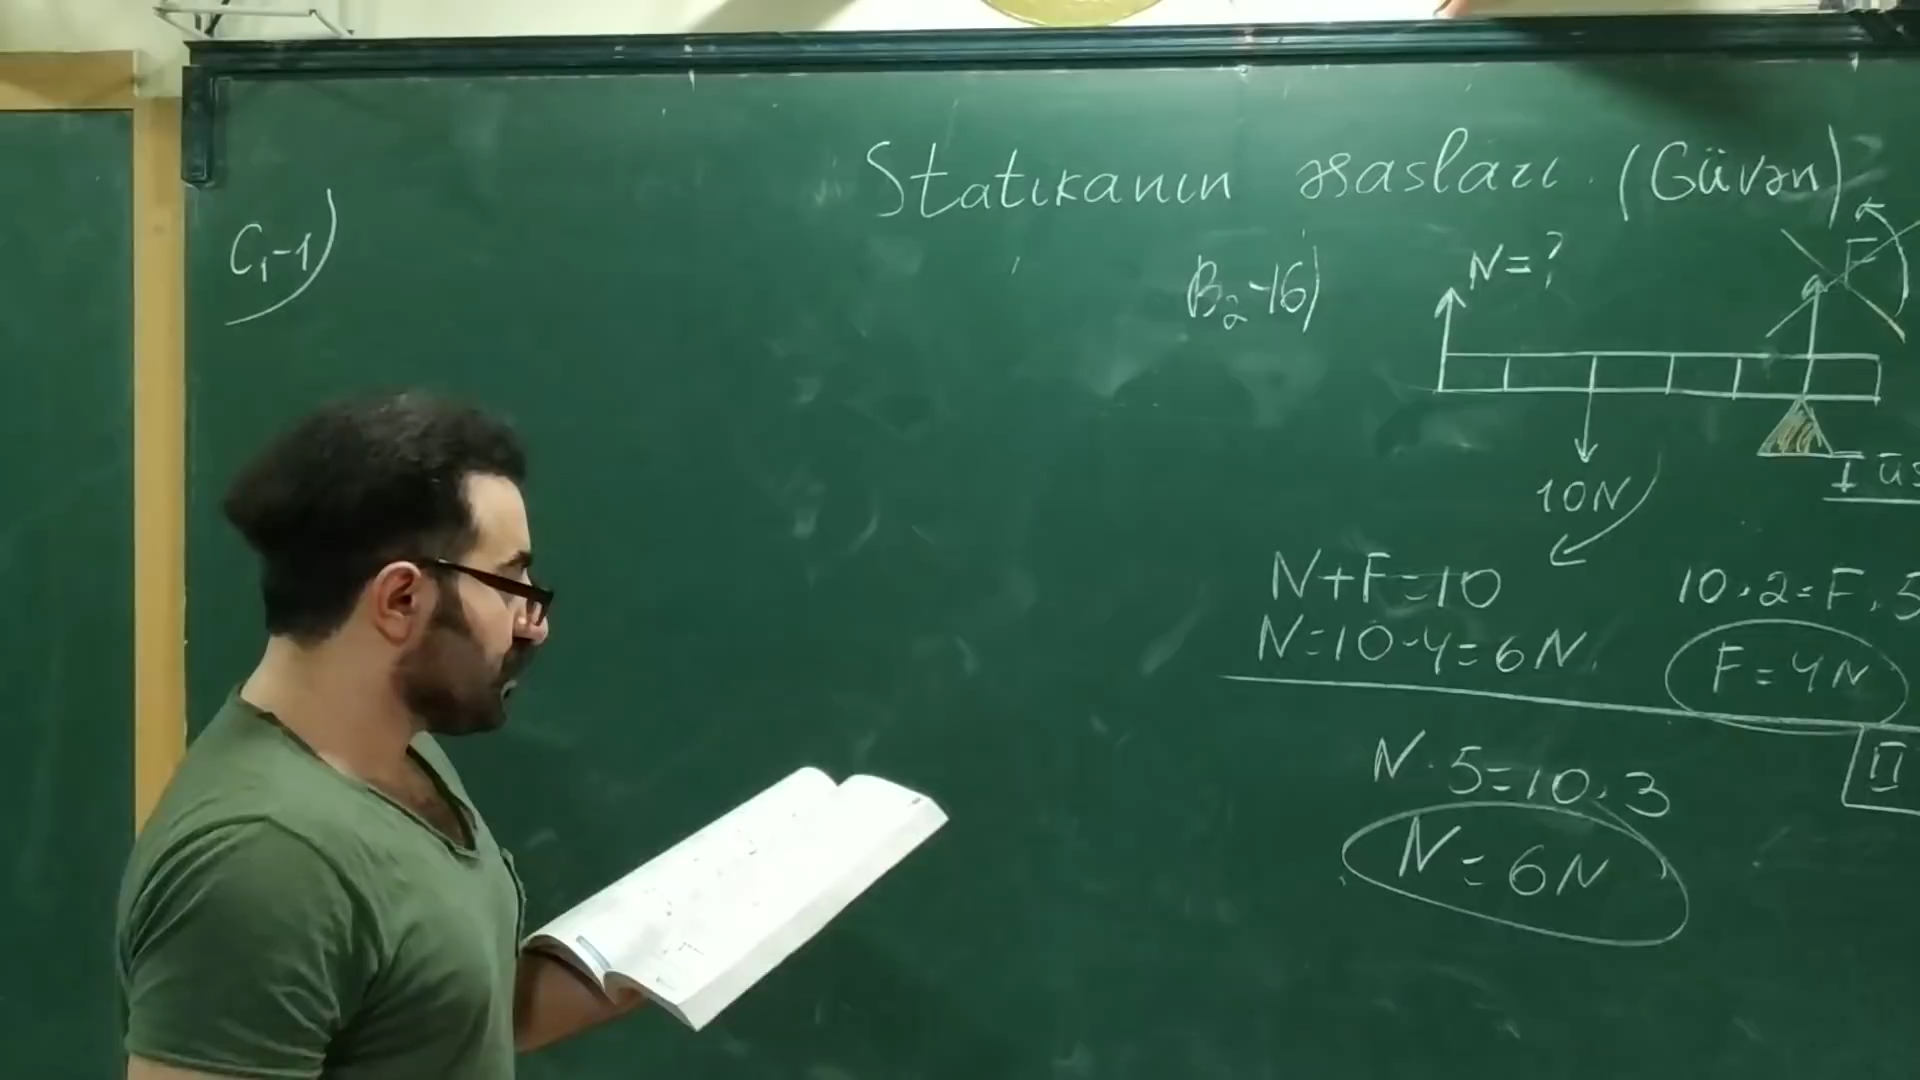 Statikanın əsasları. (Güvən)
C₁-1)
B₂-16)
N=?
F
10N
I üs
N+F=10
N=10-4=6N
10·2=F·5
F=4N
N·5=10·3
N=6N
II